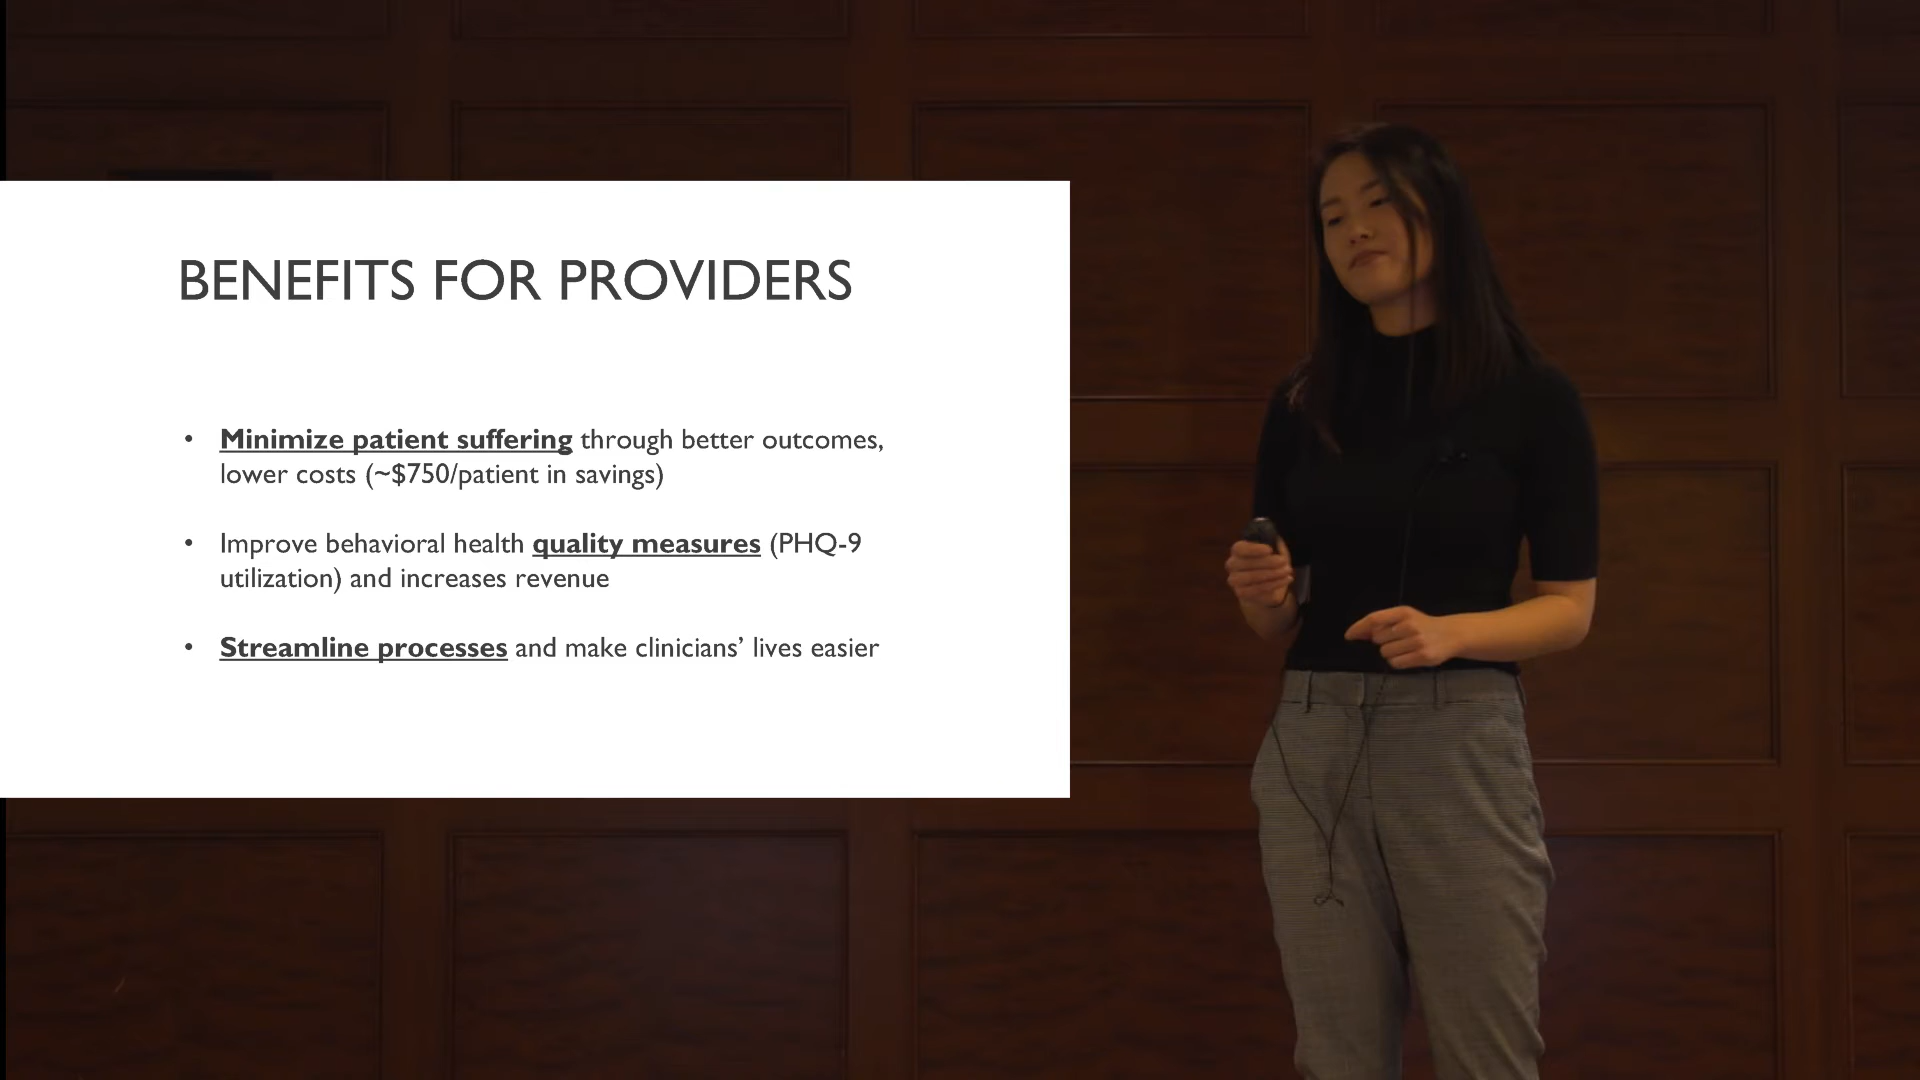 BENEFITS FOR PROVIDERS
• Minimize patient suffering through better outcomes,
lower costs (~$750/patient in savings)
• Improve behavioral health quality measures (PHQ-9
utilization) and increases revenue
• Streamline processes and make clinicians’ lives easier